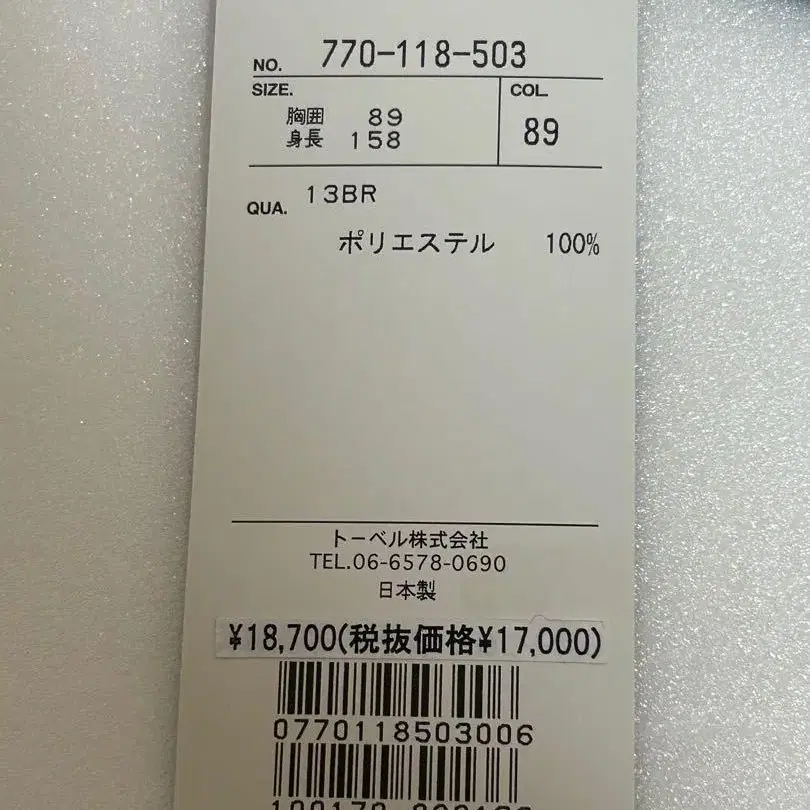 NO. 770-118-503
SIZE. COL.
胸囲 89
身長 158
89
13BR
QUA.
ポリエステル 100%
トーベル株式会社
TEL.06-6578-0690
日本製
¥18,700(税抜価格¥17,000)
0770118503006